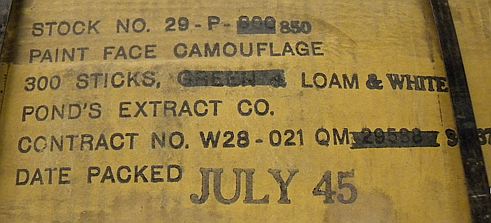 STOCK NO. 29-P- 850
PAINT FACE CAMOUFLAGE
300 STICKS, GREEN & LOAM & WHITE
POND'S EXTRACT CO.
CONTRACT NO. W28-021 QM
DATE PACKED JULY 45